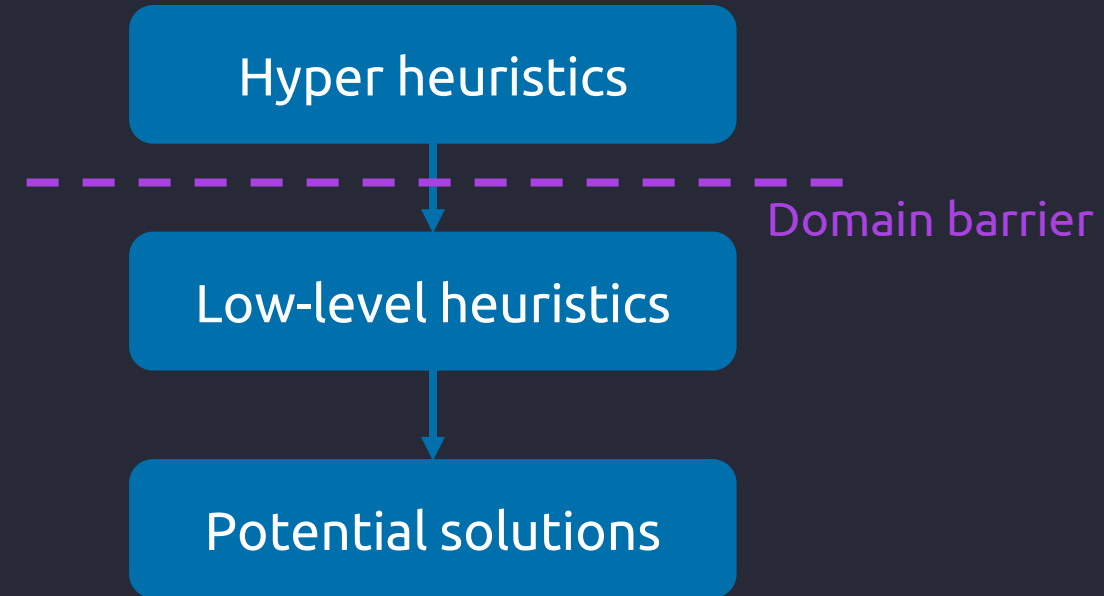 Hyper heuristics
Domain barrier
Low-level heuristics
Potential solutions